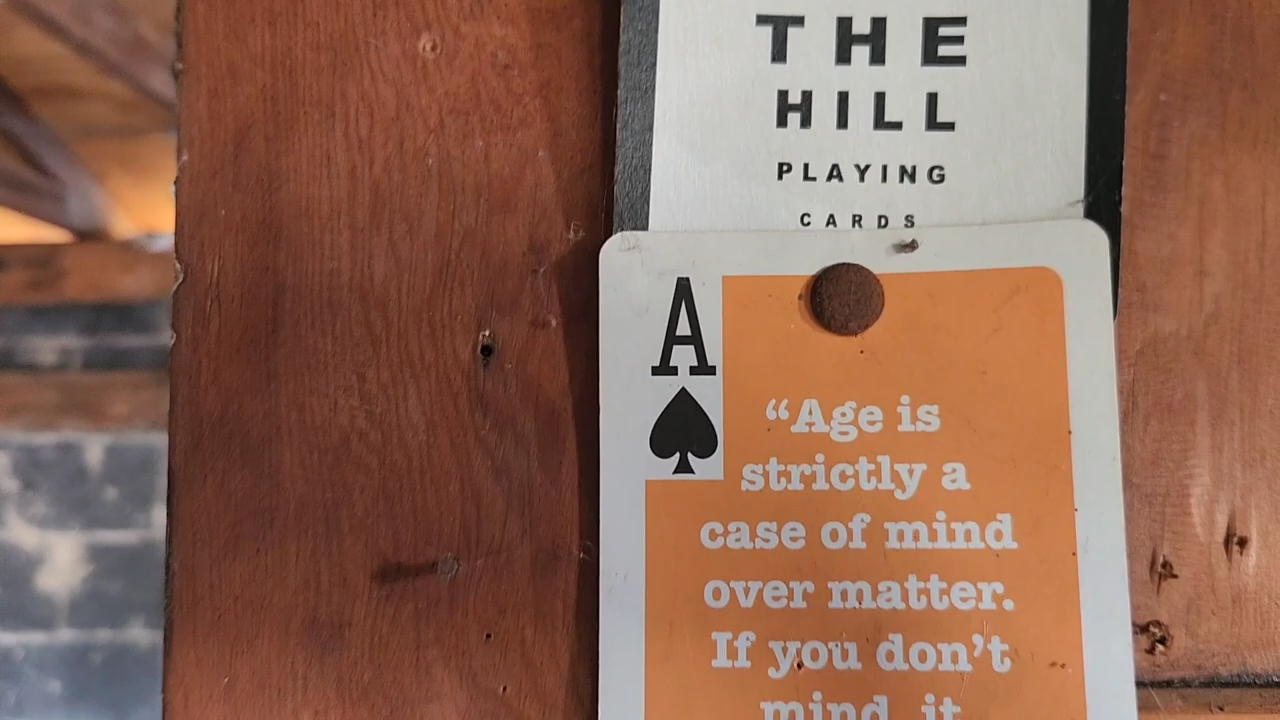 THE
HILL
PLAYING
CARDS
A
“Age is
strictly a
case of mind
over matter.
If you don’t
mind, it